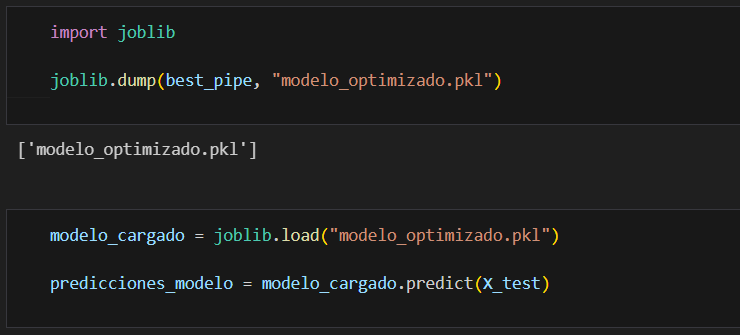 import joblib
joblib.dump(best_pipe, "modelo_optimizado.pkl")
['modelo_optimizado.pkl']
modelo_cargado = joblib.load("modelo_optimizado.pkl")
predicciones_modelo = modelo_cargado.predict(X_test)